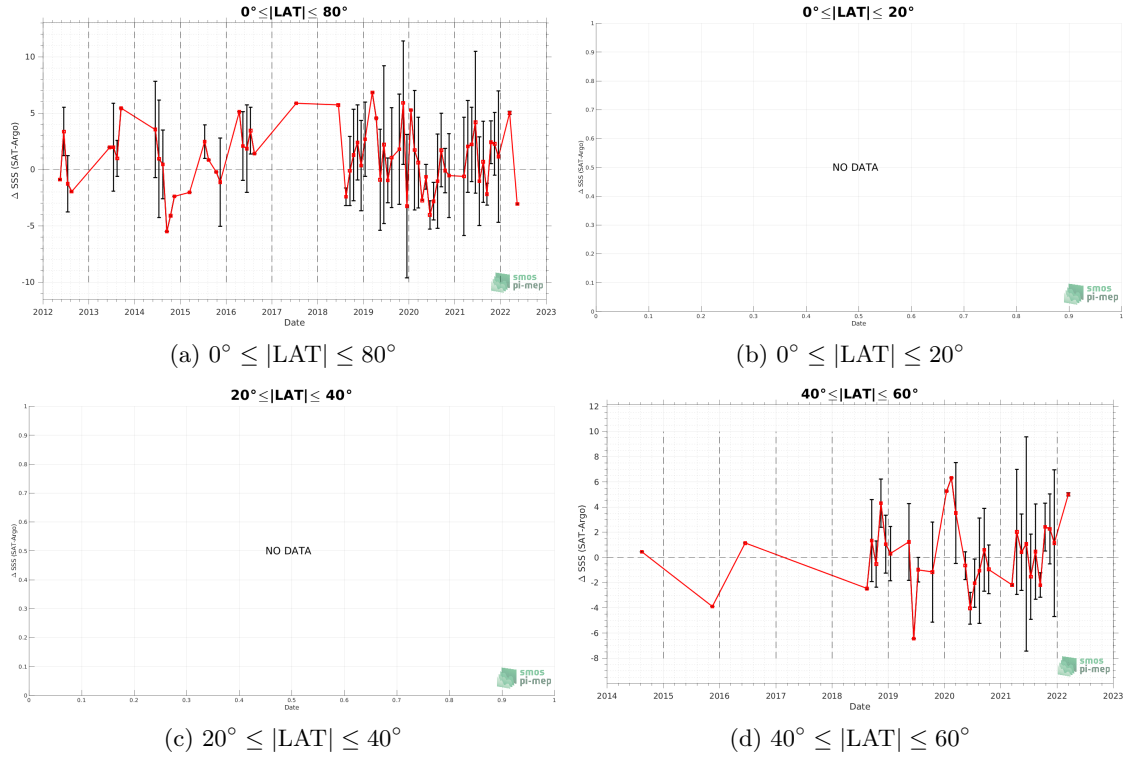 0°≤|LAT|≤ 80°
10
5
0
-5
-10
Δ SSS (SAT-Argo)
2012 2013 2014 2015 2016 2017 2018 2019 2020 2021 2022 2023
Date
smos
pi-mep
(a) 0° ≤ |LAT| ≤ 80°
0°≤|LAT|≤ 20°
1
0.9
0.8
0.7
0.6
0.5
0.4
0.3
0.2
0.1
0
Δ SSS (SAT-Argo)
NO DATA
0 0.1 0.2 0.3 0.4 0.5 0.6 0.7 0.8 0.9 1
Date
smos
pi-mep
(b) 0° ≤ |LAT| ≤ 20°
20°≤|LAT|≤ 40°
1
0.9
0.8
0.7
0.6
0.5
0.4
0.3
0.2
0.1
0
Δ SSS (SAT-Argo)
NO DATA
0 0.1 0.2 0.3 0.4 0.5 0.6 0.7 0.8 0.9 1
Date
smos
pi-mep
(c) 20° ≤ |LAT| ≤ 40°
40°≤|LAT|≤ 60°
12
10
8
6
4
2
0
-2
-4
-6
-8
Δ SSS (SAT-Argo)
2014 2015 2016 2017 2018 2019 2020 2021 2022 2023
Date
smos
pi-mep
(d) 40° ≤ |LAT| ≤ 60°